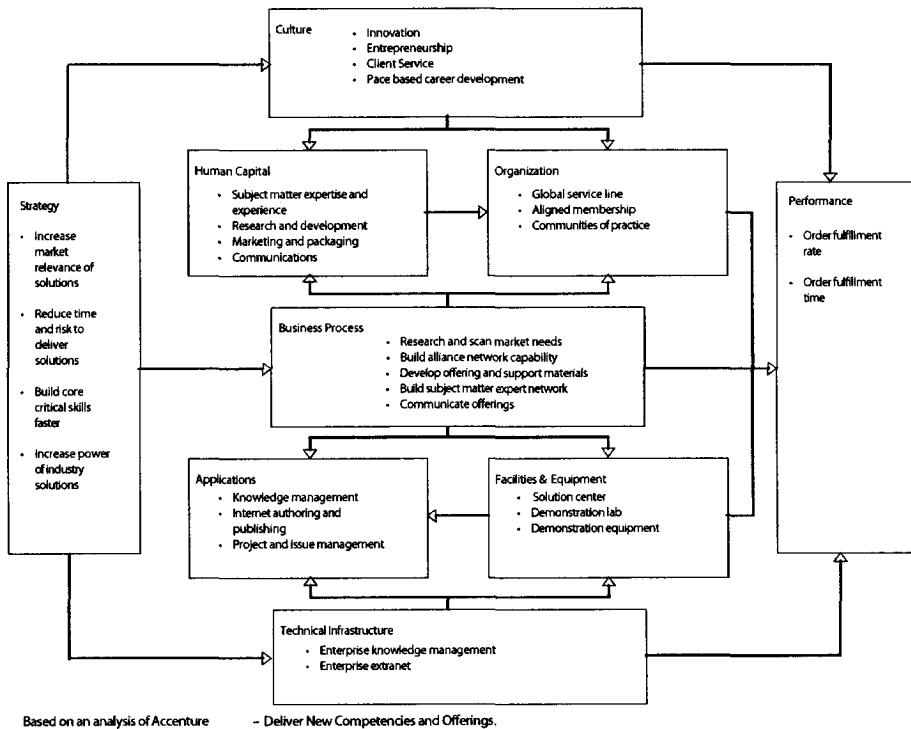 Culture
• Innovation
• Entrepreneurship
• Client Service
• Pace based career development
Human Capital
• Subject matter expertise and
experience
• Research and development
• Marketing and packaging
• Communications
Organization
• Global service line
• Aligned membership
• Communities of practice
Strategy
• Increase
market
relevance of
solutions
• Reduce time
and risk to
deliver
solutions
• Build core
critical skills
faster
• Increase power
of industry
solutions
Performance
• Order fulfillment
rate
• Order fulfillment
time
Business Process
• Research and scan market needs
• Build alliance network capability
• Develop offering and support materials
• Build subject matter expert network
• Communicate offerings
Applications
• Knowledge management
• Internet authoring and
publishing
• Project and issue management
Facilities & Equipment
• Solution center
• Demonstration lab
• Demonstration equipment
Technical Infrastructure
• Enterprise knowledge management
• Enterprise extranet
Based on an analysis of Accenture – Deliver New Competencies and Offerings.